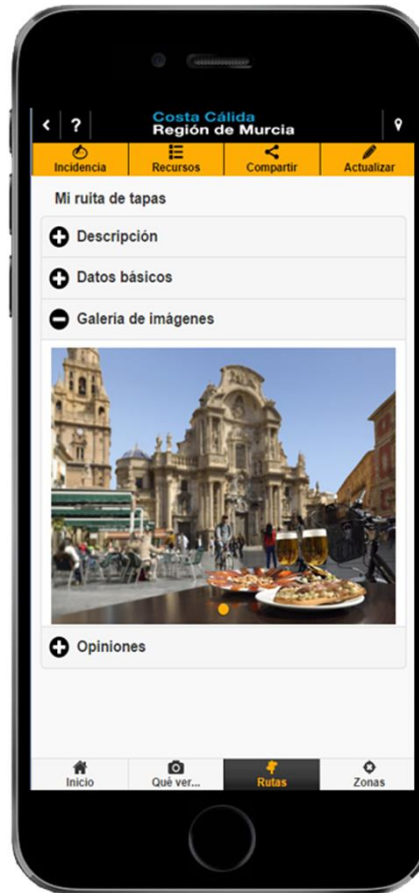 < ?
Costa Cálida
Región de Murcia
Incidencia Recursos Compartir Actualizar
Mi ruita de tapas
Descripción
Datos básicos
Galería de imágenes
Opiniones
Inicio Qué ver... Rutas Zonas